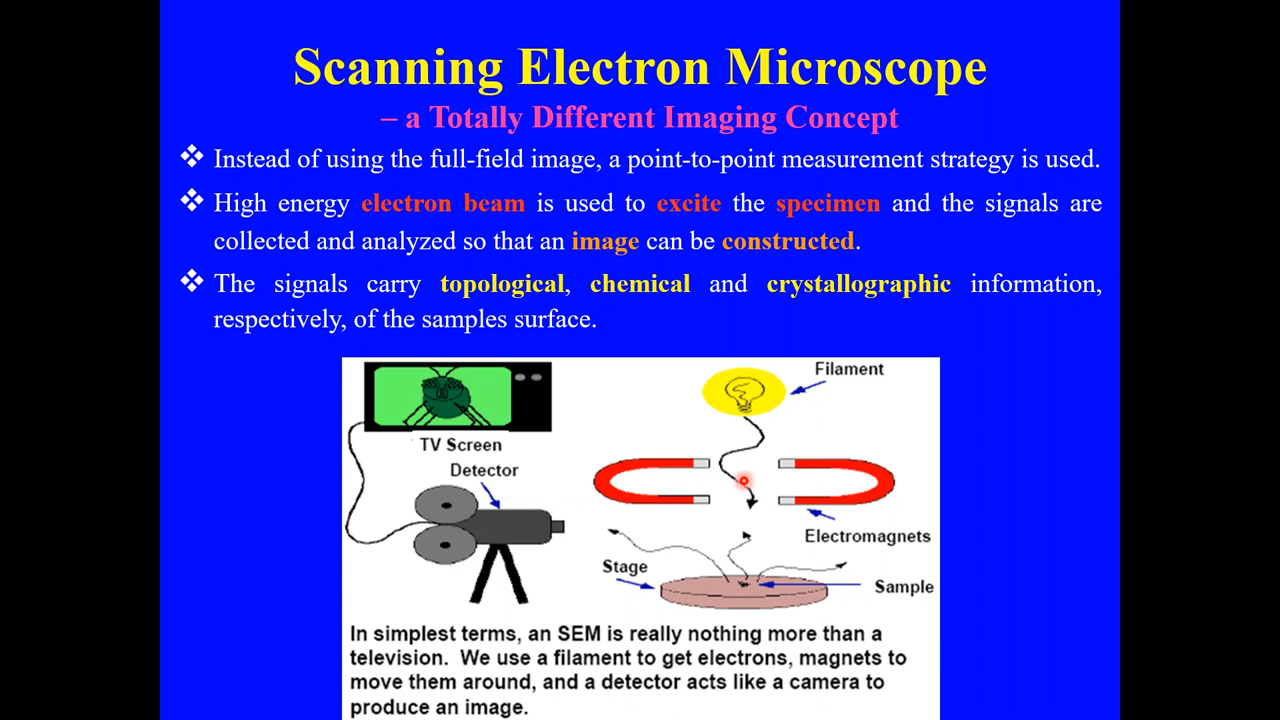 Scanning Electron Microscope
– a Totally Different Imaging Concept
❖ Instead of using the full-field image, a point-to-point measurement strategy is used.
❖ High energy electron beam is used to excite the specimen and the signals are
collected and analyzed so that an image can be constructed.
❖ The signals carry topological, chemical and crystallographic information,
respectively, of the samples surface.
Filament
TV Screen
Detector
Electromagnets
Stage
Sample
In simplest terms, an SEM is really nothing more than a
television. We use a filament to get electrons, magnets to
move them around, and a detector acts like a camera to
produce an image.